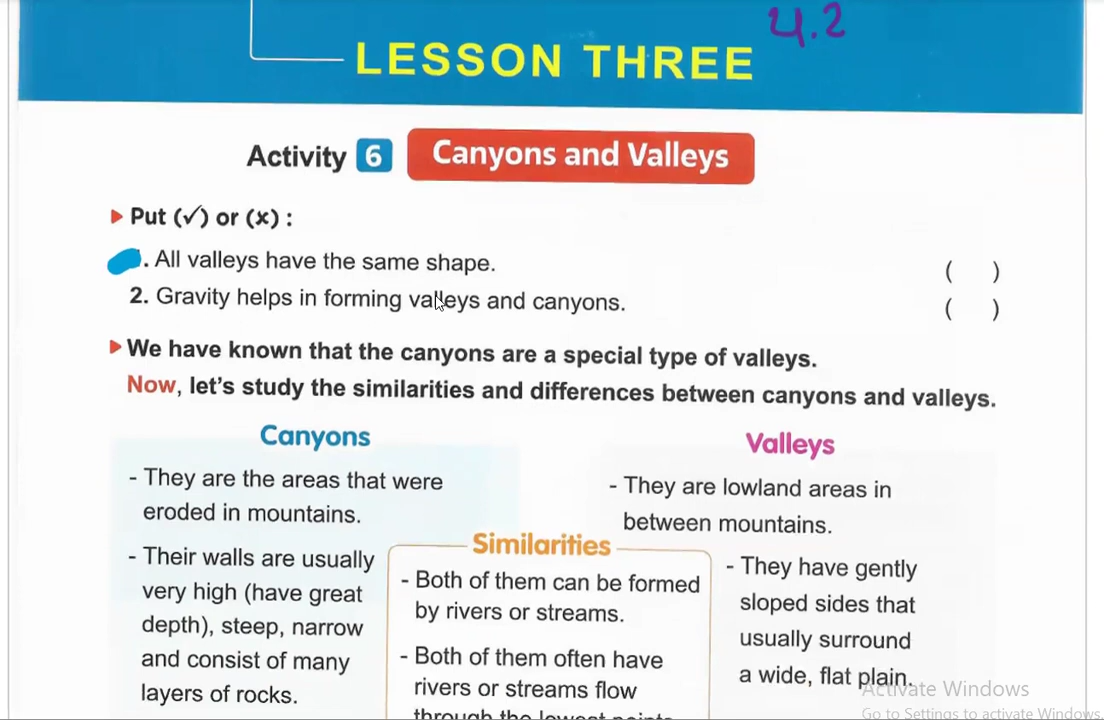 4.2
LESSON THREE
Activity 6 Canyons and Valleys
Put (✓) or (x) :
. All valleys have the same shape. ( )
2. Gravity helps in forming valleys and canyons. ( )
We have known that the canyons are a special type of valleys.
Now, let's study the similarities and differences between canyons and valleys.
Canyons
- They are the areas that were
eroded in mountains.
- Their walls are usually
very high (have great
depth), steep, narrow
and consist of many
layers of rocks.
Similarities
- Both of them can be formed
by rivers or streams.
- Both of them often have
rivers or streams flow
through the lowest points
Valleys
- They are lowland areas in
between mountains.
- They have gently
sloped sides that
usually surround
a wide, flat plain.
Activate Windows
Go to Settings to activate Windows.